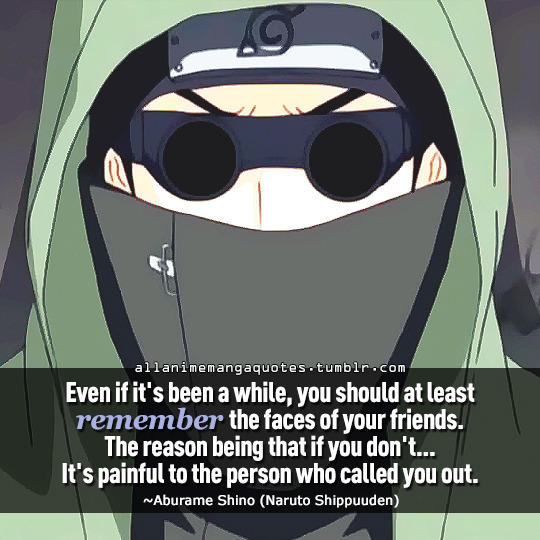 allanimemangaquotes.tumblr.com
Even if it's been a while, you should at least
remember the faces of your friends.
The reason being that if you don't...
It's painful to the person who called you out.
~Aburame Shino (Naruto Shippuuden)